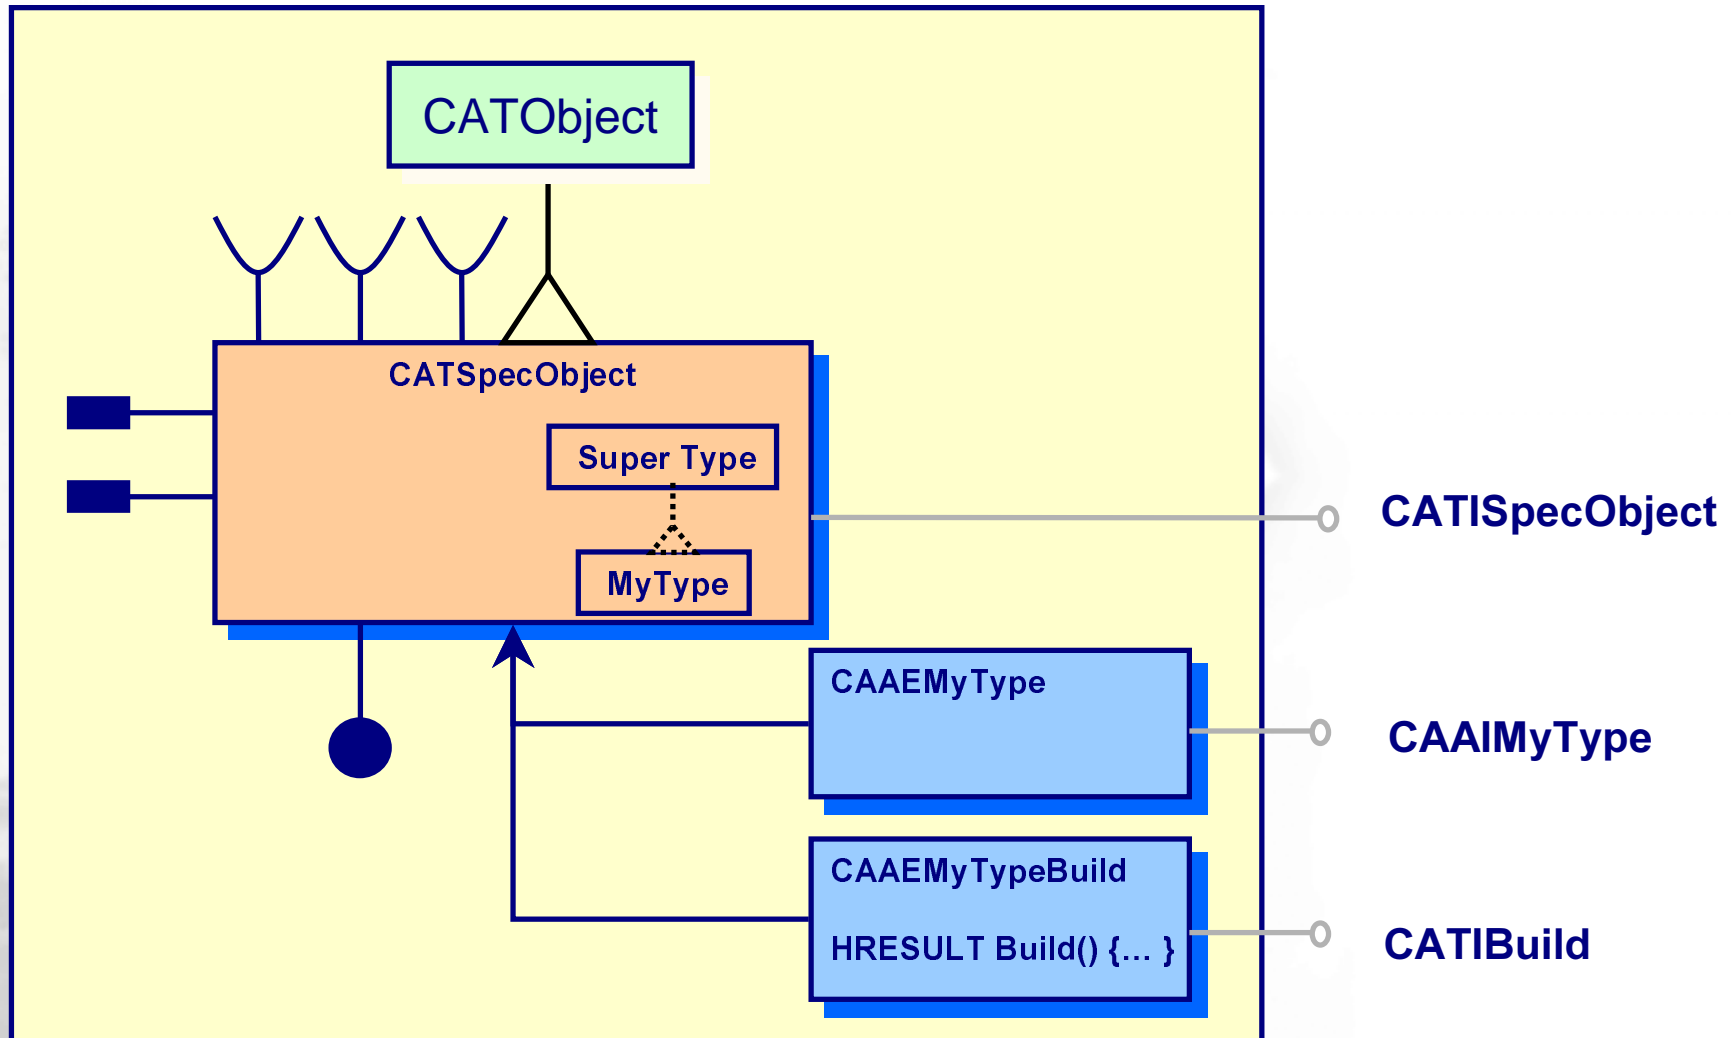 CATObject
CATSpecObject
Super Type
CATISpecObject
MyType
CAAEMyType
CAAIMyType
CAAEMyTypeBuild
HRESULT Build() {... }
CATIBuild